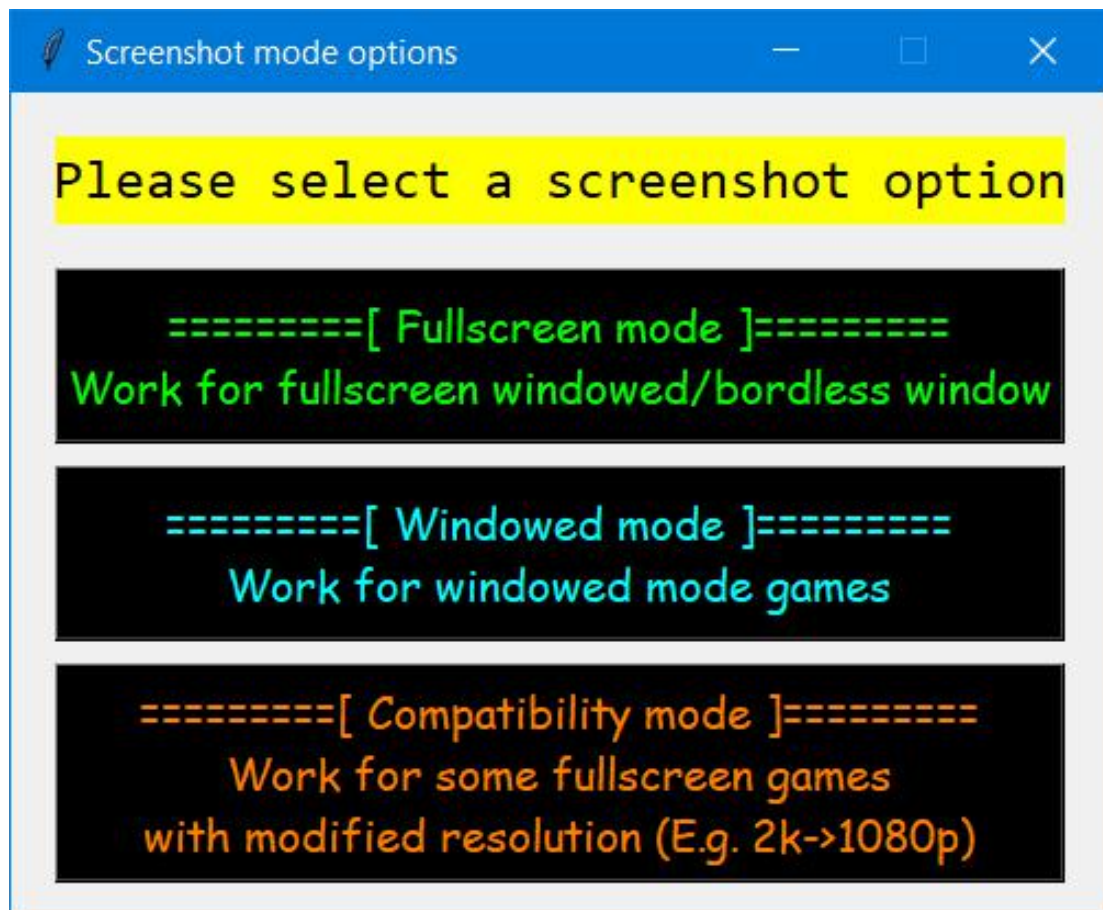 Screenshot mode options
Please select a screenshot option
=========[ Fullscreen mode ]=========
Work for fullscreen windowed/bordless window
=========[ Windowed mode ]=========
Work for windowed mode games
=========[ Compatibility mode ]=========
Work for some fullscreen games
with modified resolution (E.g. 2k->1080p)